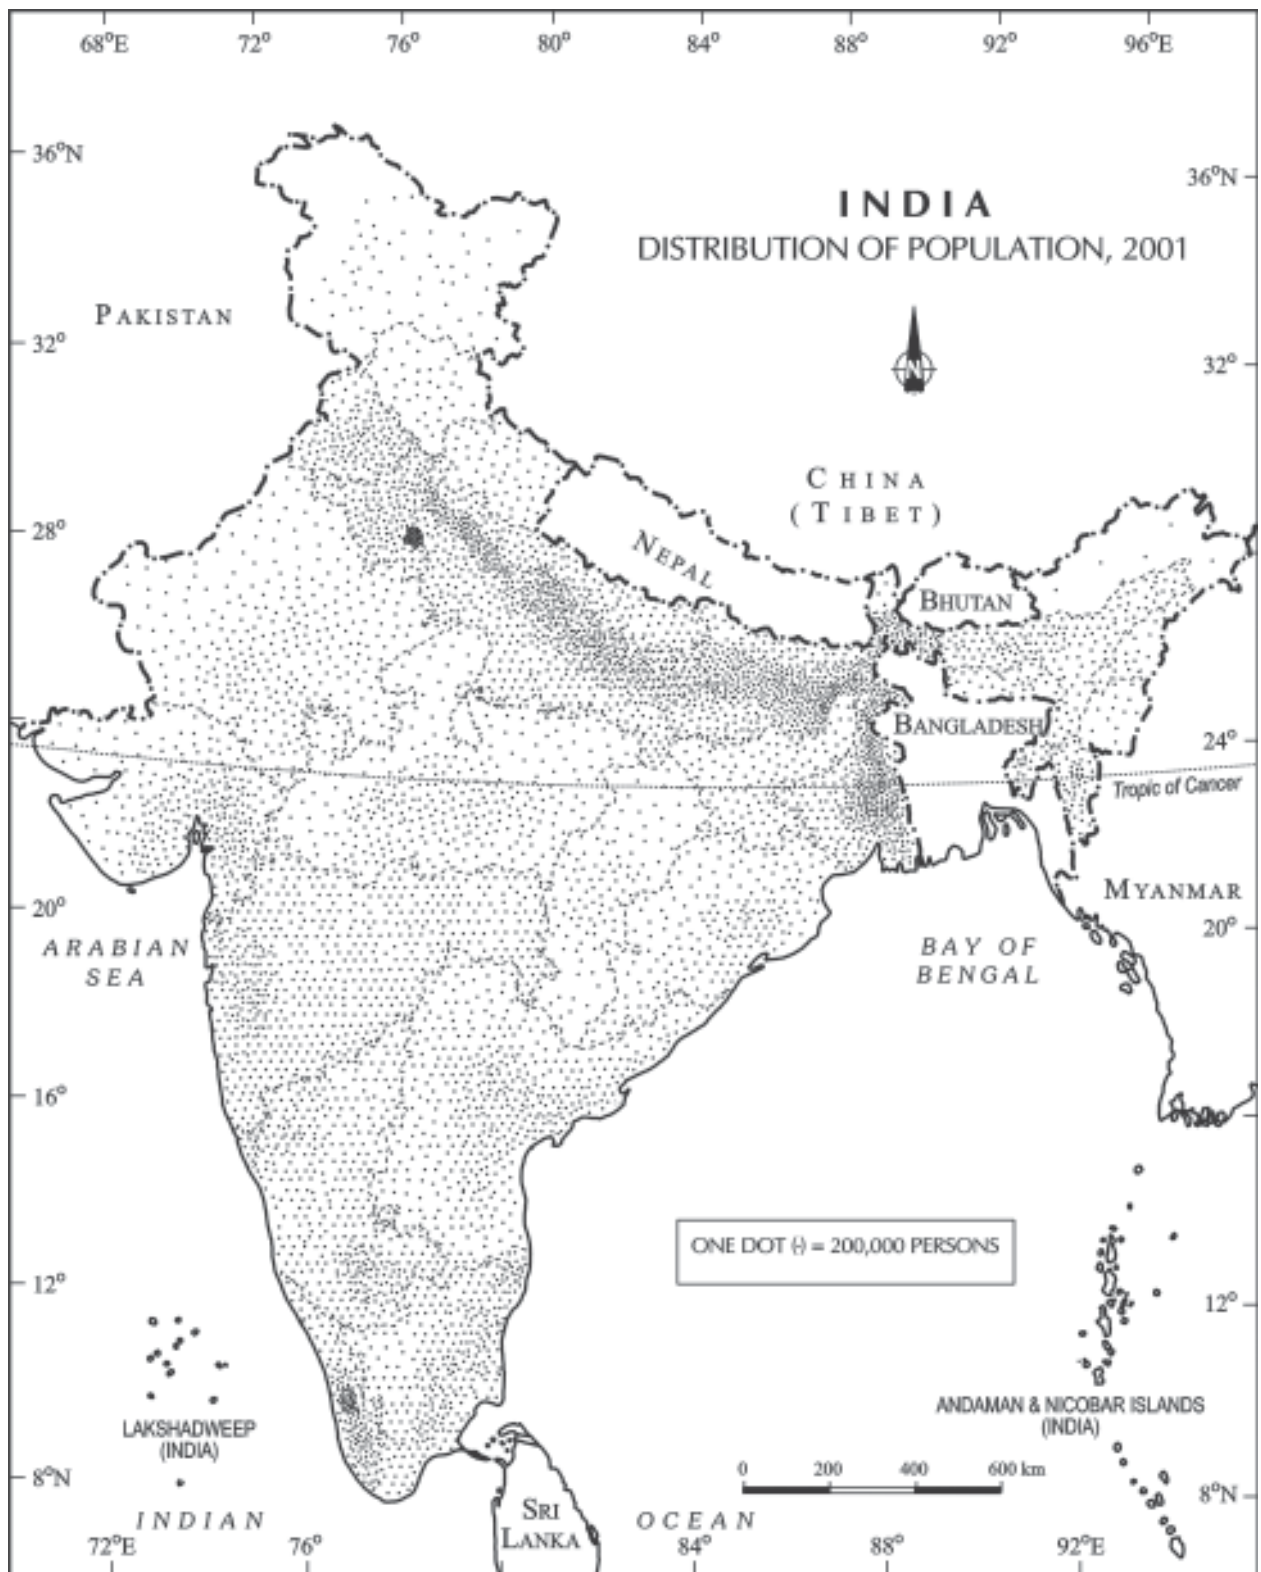 68°E 72° 76° 80° 84° 88° 92° 96°E
36°N
36°N
INDIA
DISTRIBUTION OF POPULATION, 2001
PAKISTAN
N
32°
32°
CHINA
(TIBET)
28°
NEPAL
BHUTAN
BANGLADESH
24°
Tropic of Cancer
MYANMAR
20°
20°
ARABIAN
SEA
BAY OF
BENGAL
16°
ONE DOT (·) = 200,000 PERSONS
12°
12°
LAKSHADWEEP
(INDIA)
ANDAMAN & NICOBAR ISLANDS
(INDIA)
0 200 400 600 km
8°N
8°N
SRI
LANKA
INDIAN OCEAN
72°E 76° 84° 88° 92°E